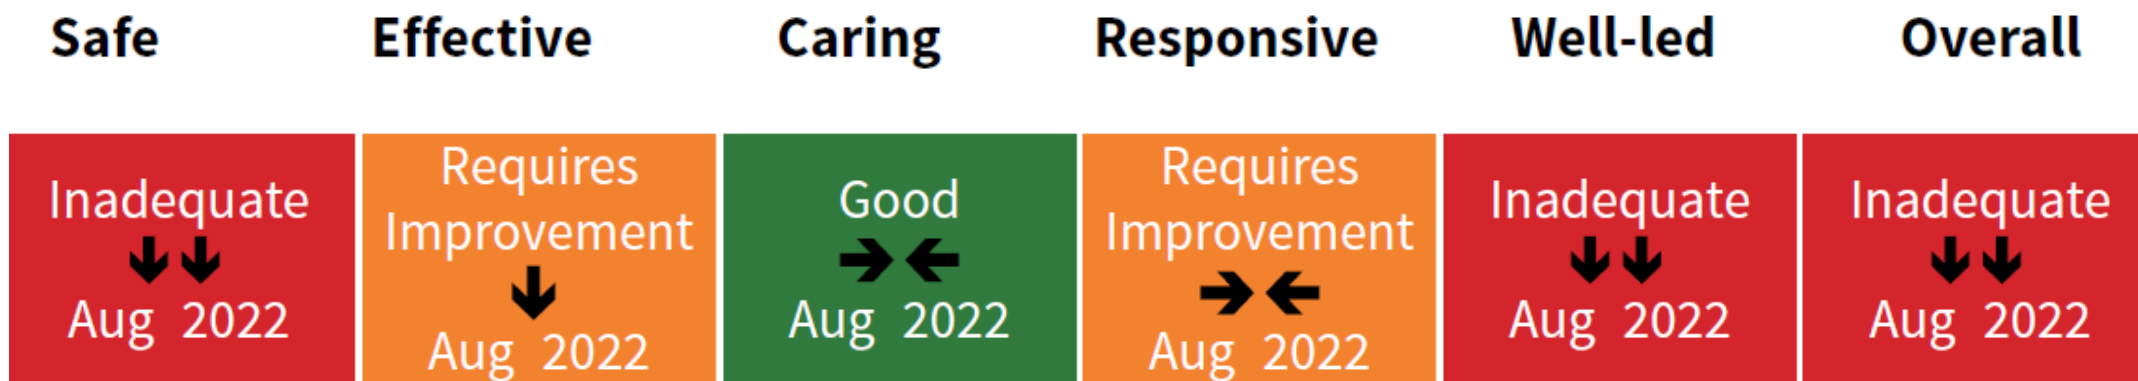 Safe Effective Caring Responsive Well-led Overall
Inadequate
Aug 2022
Requires
Improvement
Aug 2022
Good
Aug 2022
Requires
Improvement
Aug 2022
Inadequate
Aug 2022
Inadequate
Aug 2022